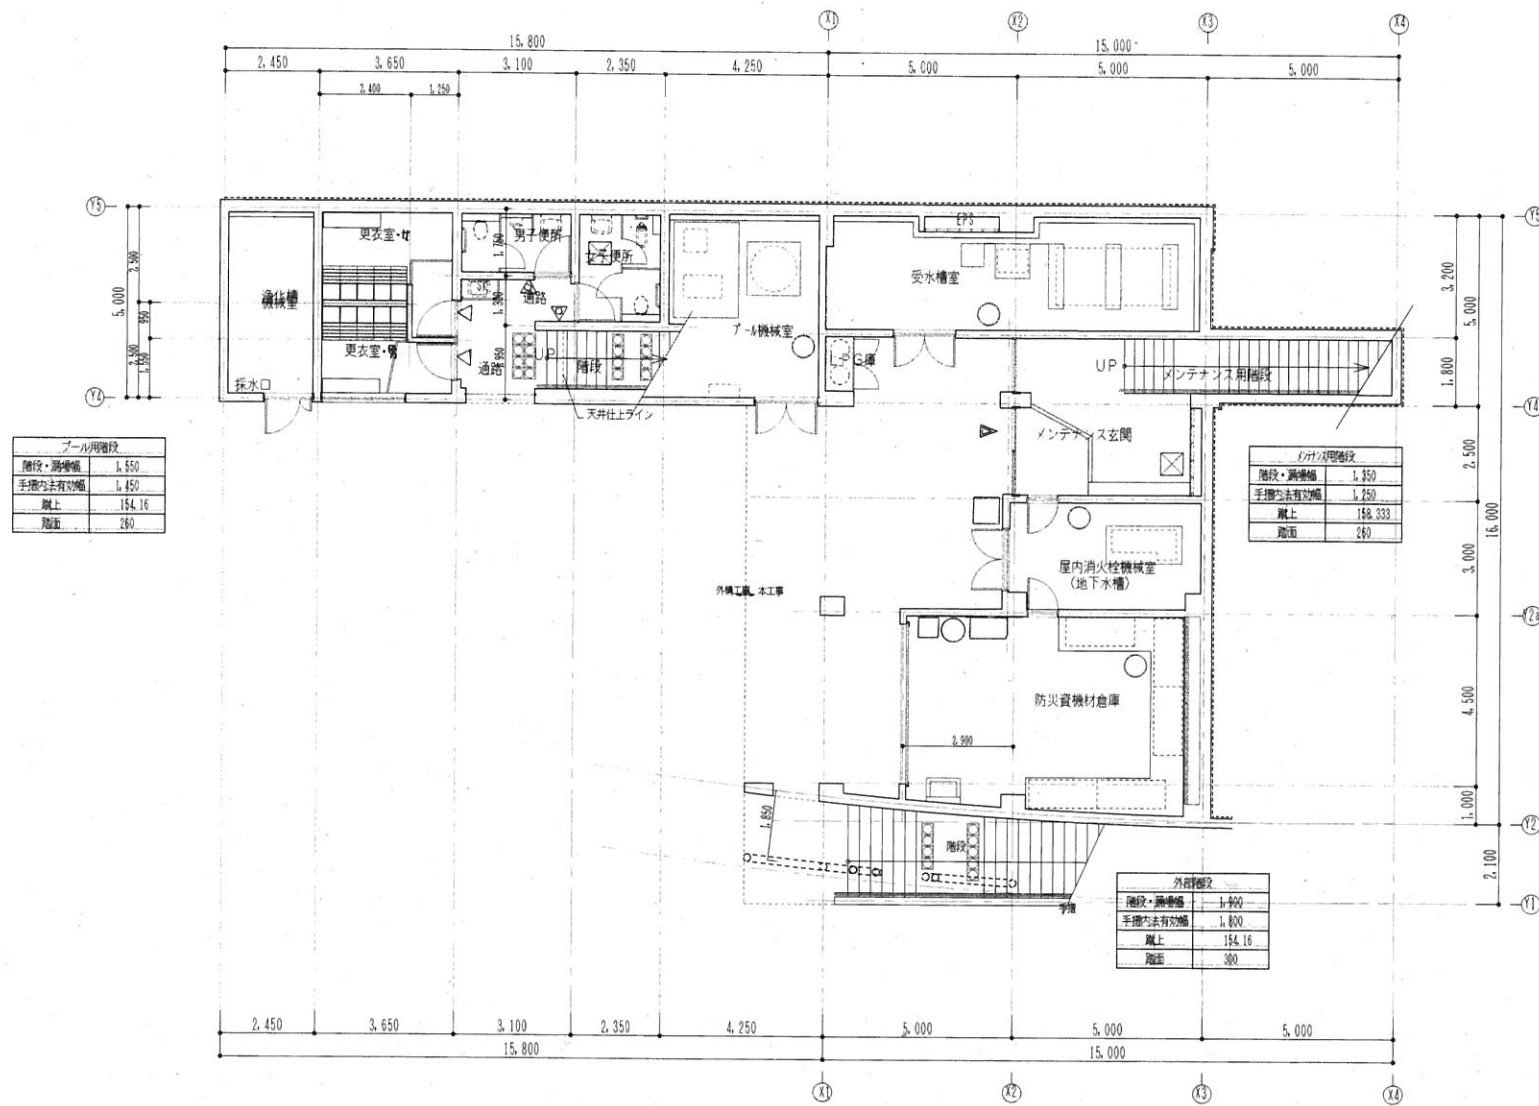 X1 X2 X3 X4
15,800 15,000
2,450 3,650 3,100 2,350 4,250 5,000 5,000 5,000
2,400 1,250
Y5 Y5
EPS
更衣室・女
男子便所
女子便所
1,750
2,500
3,200
浄化槽
機械室
受水槽室
SK
通路
5,000
1,300
5,000
950
プール機械室
更衣室・男
UP
階段
LPG庫
2,500
1,550
通路
950
UP
メンテナンス用階段
1,800
採水口
天井仕上ライン
Y4 Y4
メンテナンス玄関
2,500
プール用階段
階段・踊場幅 1,550
手摺内法有効幅 1,450
蹴上 154.16
踏面 260
メンテナンス用階段
階段・踊場幅 1,350
手摺内法有効幅 1,250
蹴上 158.333
踏面 260
16,000
屋内消火栓機械室
(地下水槽)
3,000
外構工事 本工事
Y2a
防災資機材倉庫
4,500
2,900
1,850
1,000
Y2
階段
2,100
手摺
Y1
外部階段
階段・踊場幅 1,900
手摺内法有効幅 1,800
蹴上 154.16
踏面 300
2,450 3,650 3,100 2,350 4,250 5,000 5,000 5,000
15,800 15,000
X1 X2 X3 X4